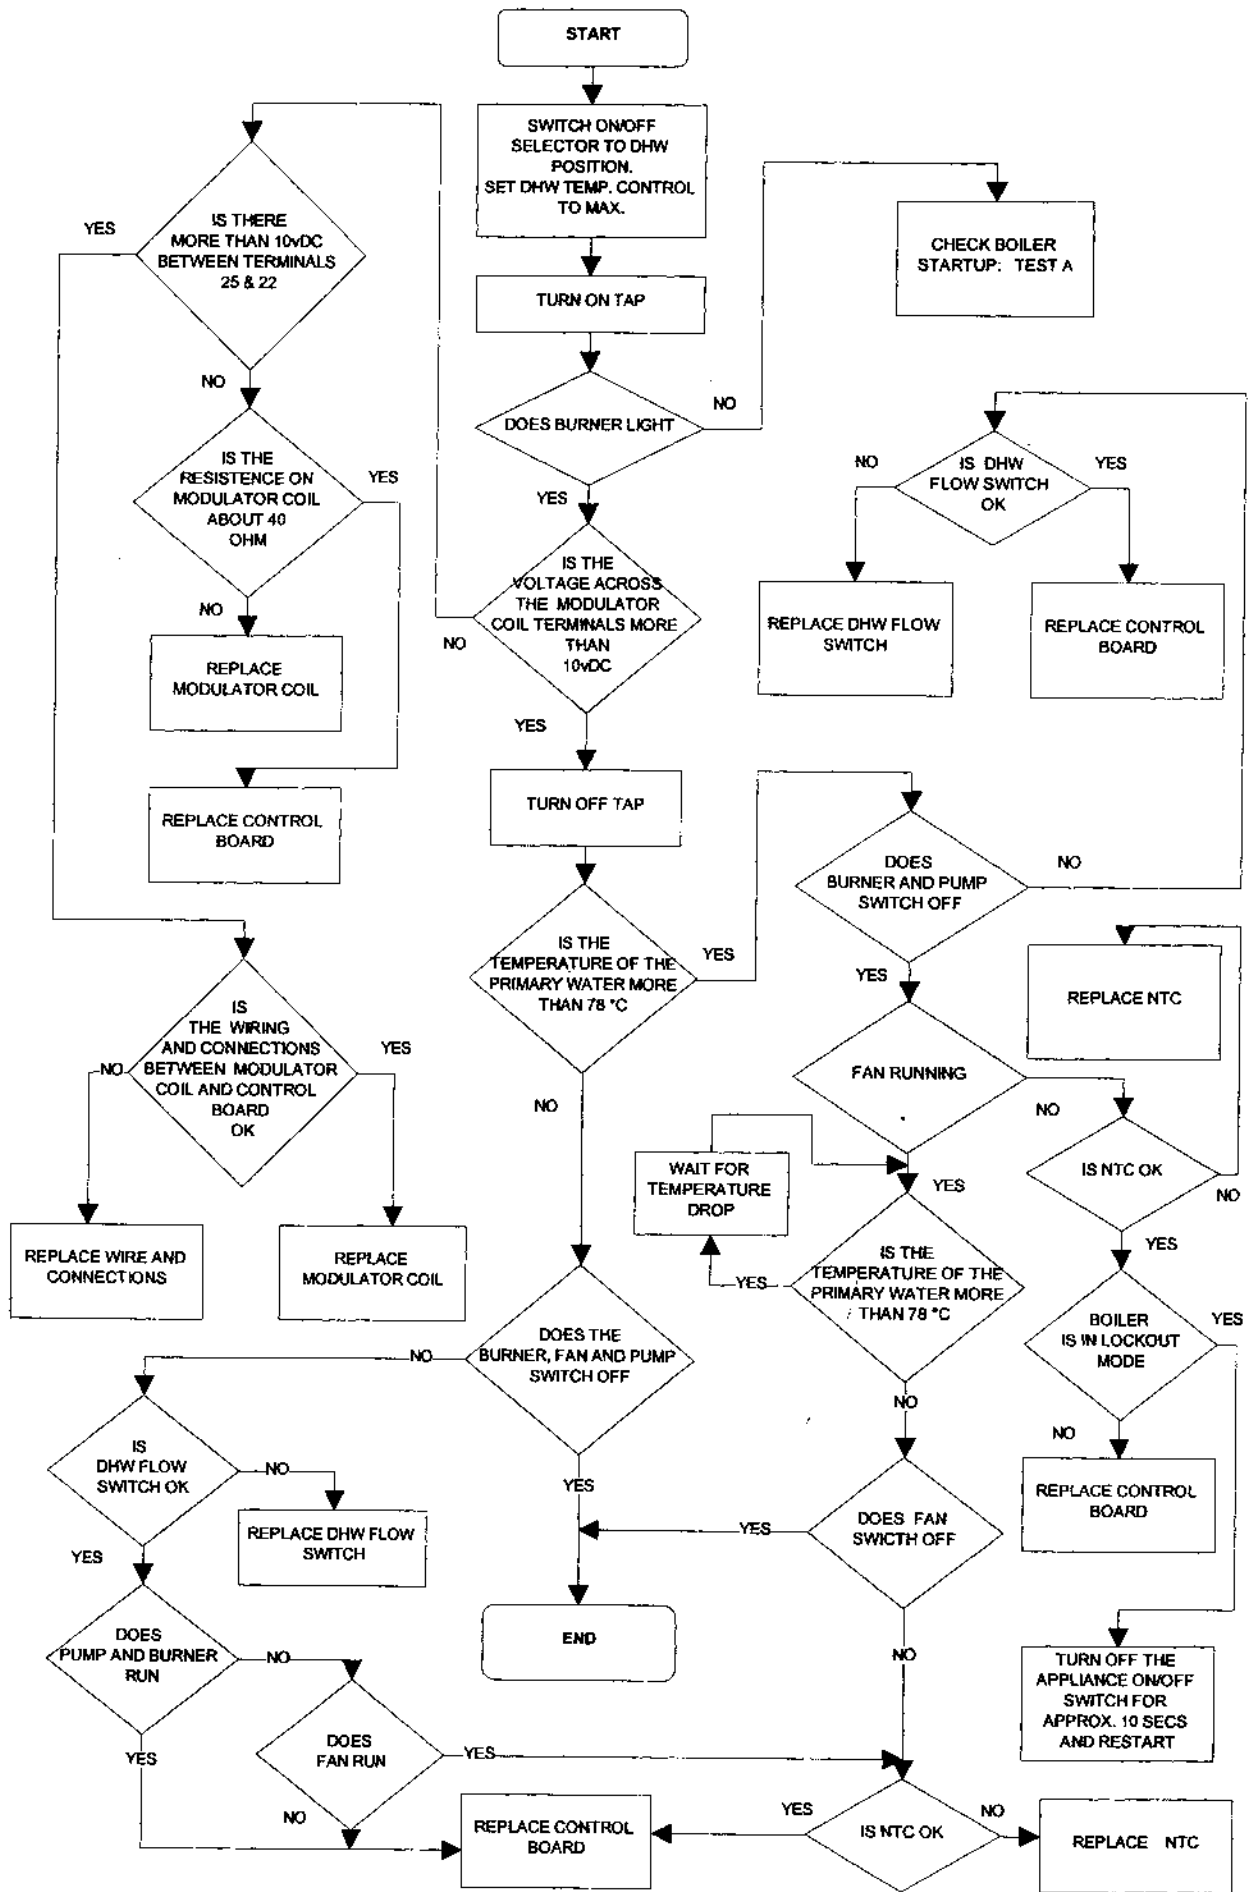 START
SWITCH ON/OFF
SELECTOR TO DHW
POSITION.
SET DHW TEMP. CONTROL
TO MAX.
IS THERE
MORE THAN 10vDC
BETWEEN TERMINALS
25 & 22
YES
NO
CHECK BOILER
STARTUP: TEST A
TURN ON TAP
DOES BURNER LIGHT
NO
YES
IS THE
RESISTENCE ON
MODULATOR COIL
ABOUT 40
OHM
YES
NO
IS DHW
FLOW SWITCH
OK
NO
YES
IS THE
VOLTAGE ACROSS
THE MODULATOR
COIL TERMINALS MORE
THAN
10vDC
NO
YES
REPLACE DHW FLOW
SWITCH
REPLACE CONTROL
BOARD
REPLACE
MODULATOR COIL
TURN OFF TAP
REPLACE CONTROL
BOARD
DOES
BURNER AND PUMP
SWITCH OFF
NO
YES
IS THE
TEMPERATURE OF THE
PRIMARY WATER MORE
THAN 78 °C
YES
NO
REPLACE NTC
IS
THE WIRING
AND CONNECTIONS
BETWEEN MODULATOR
COIL AND CONTROL
BOARD
OK
NO
YES
FAN RUNNING
NO
YES
WAIT FOR
TEMPERATURE
DROP
IS NTC OK
NO
YES
REPLACE WIRE AND
CONNECTIONS
REPLACE
MODULATOR COIL
IS THE
TEMPERATURE OF THE
PRIMARY WATER MORE
THAN 78 °C
YES
NO
BOILER
IS IN LOCKOUT
MODE
YES
NO
DOES THE
BURNER, FAN AND PUMP
SWITCH OFF
NO
YES
IS
DHW FLOW
SWITCH OK
NO
YES
REPLACE DHW FLOW
SWITCH
REPLACE CONTROL
BOARD
DOES FAN
SWICTH OFF
YES
NO
END
DOES
PUMP AND BURNER
RUN
NO
YES
TURN OFF THE
APPLIANCE ON/OFF
SWITCH FOR
APPROX. 10 SECS
AND RESTART
DOES
FAN RUN
YES
NO
REPLACE CONTROL
BOARD
YES
IS NTC OK
NO
REPLACE NTC